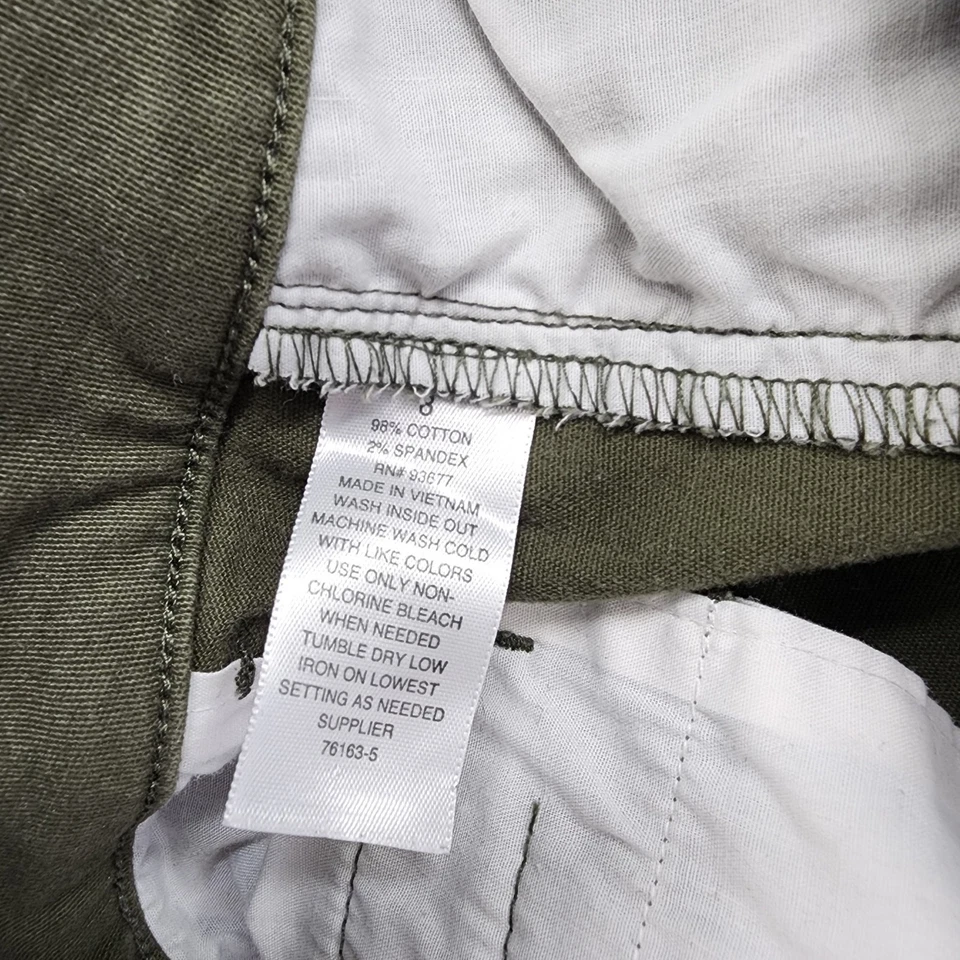 8
98% COTTON
2% SPANDEX
RN# 93677
MADE IN VIETNAM
WASH INSIDE OUT
MACHINE WASH COLD
WITH LIKE COLORS
USE ONLY NON-
CHLORINE BLEACH
WHEN NEEDED
TUMBLE DRY LOW
IRON ON LOWEST
SETTING AS NEEDED
SUPPLIER
76163-5